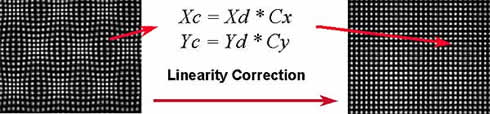 Xc = Xd * Cx
Yc = Yd * Cy
Linearity Correction